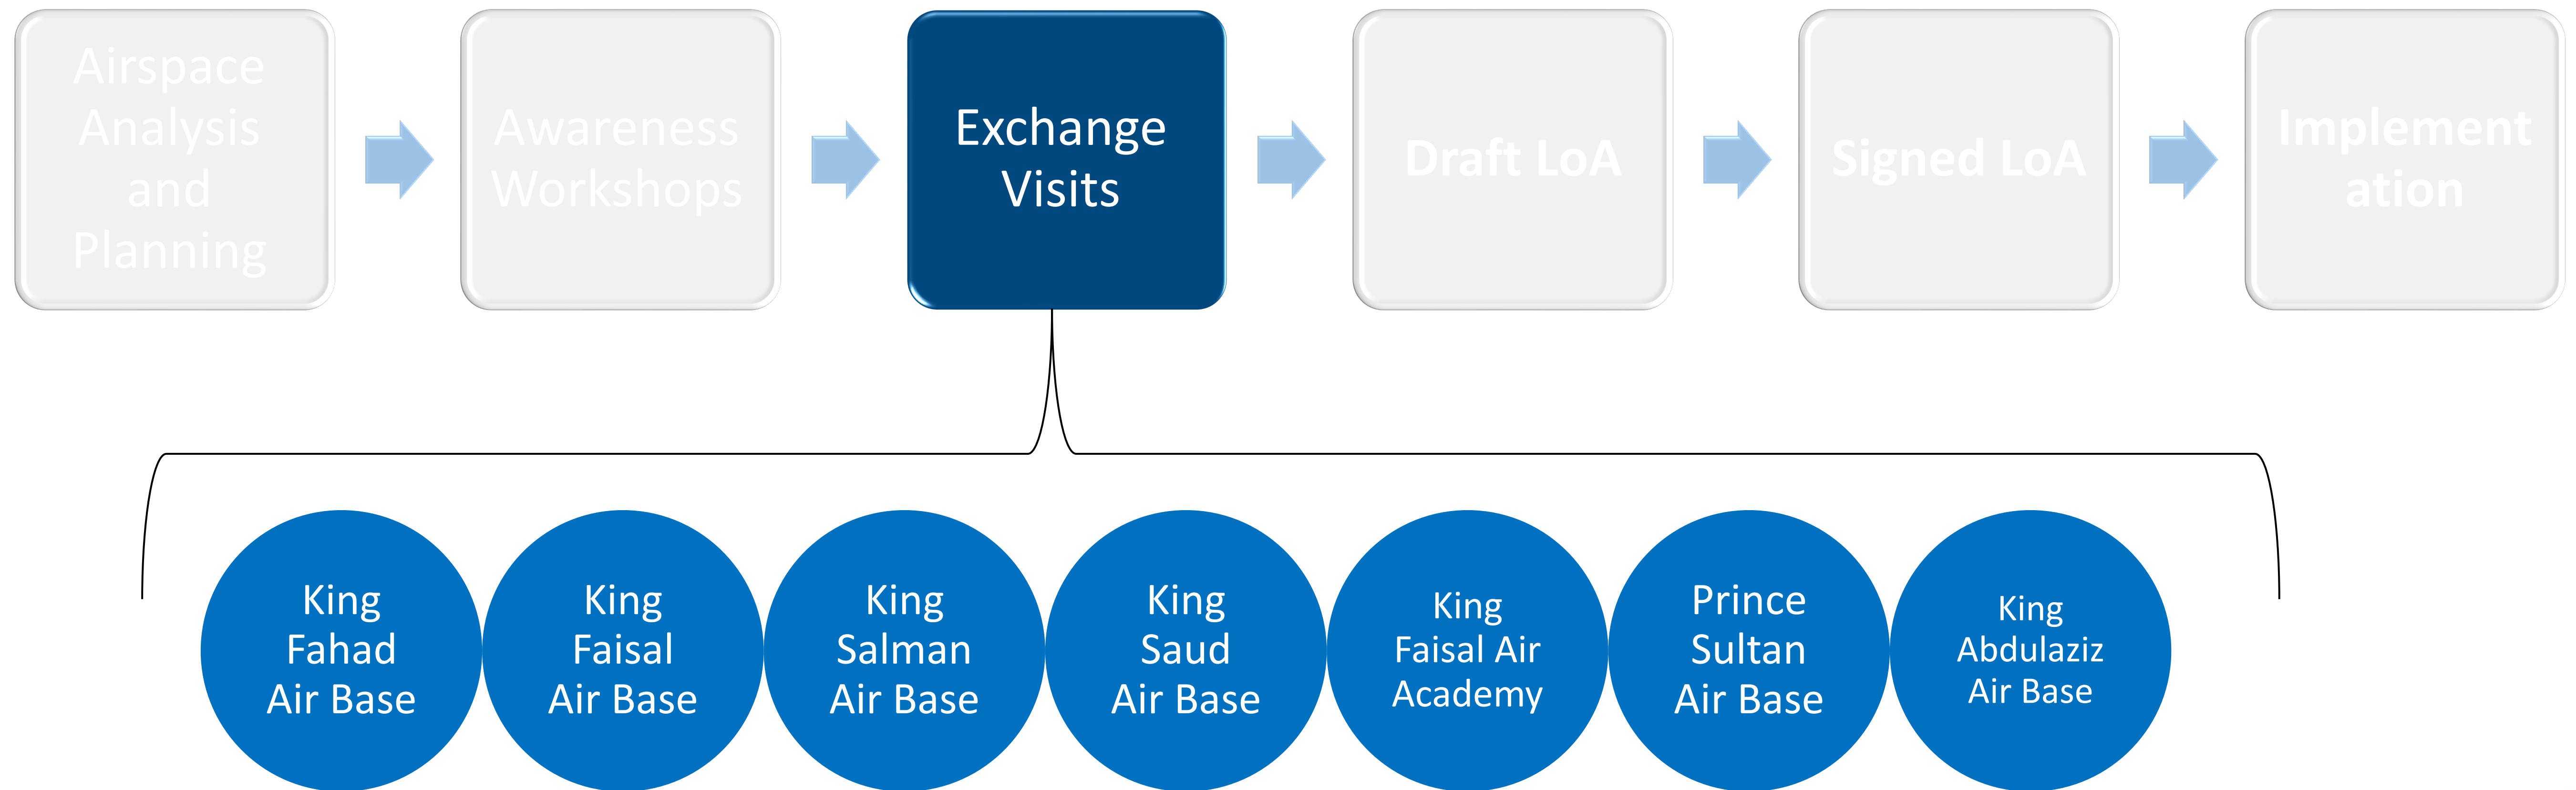 Airspace
Analysis
and
Planning
Awareness
Workshops
Exchange
Visits
Draft LoA
Signed LoA
Implement
ation
King
Fahad
Air Base
King
Faisal
Air Base
King
Salman
Air Base
King
Saud
Air Base
King
Faisal Air
Academy
Prince
Sultan
Air Base
King
Abdulaziz
Air Base